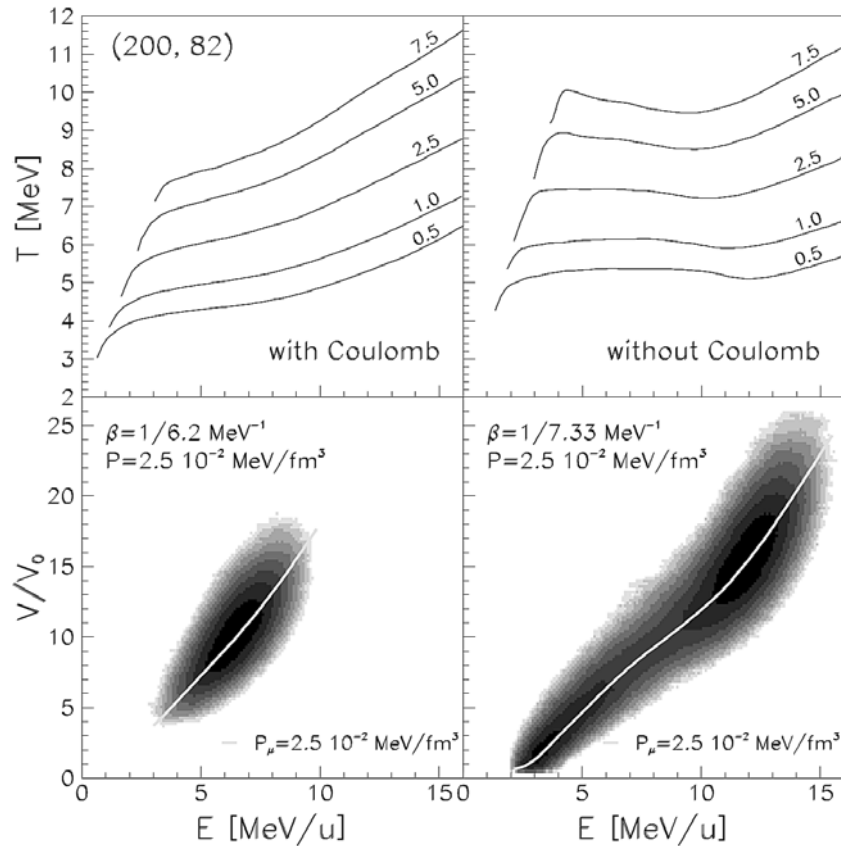 12
11
10
9
8
7
6
5
4
3
2
T [MeV]
(200, 82)
7.5
5.0
2.5
1.0
0.5
with Coulomb
7.5
5.0
2.5
1.0
0.5
without Coulomb
25
20
15
10
5
0
V/V₀
β=1/6.2 MeV⁻¹
P=2.5 10⁻² MeV/fm³
P_μ=2.5 10⁻² MeV/fm³
β=1/7.33 MeV⁻¹
P=2.5 10⁻² MeV/fm³
P_μ=2.5 10⁻² MeV/fm³
0 5 10 15 0 5 10 15
E [MeV/u] E [MeV/u]